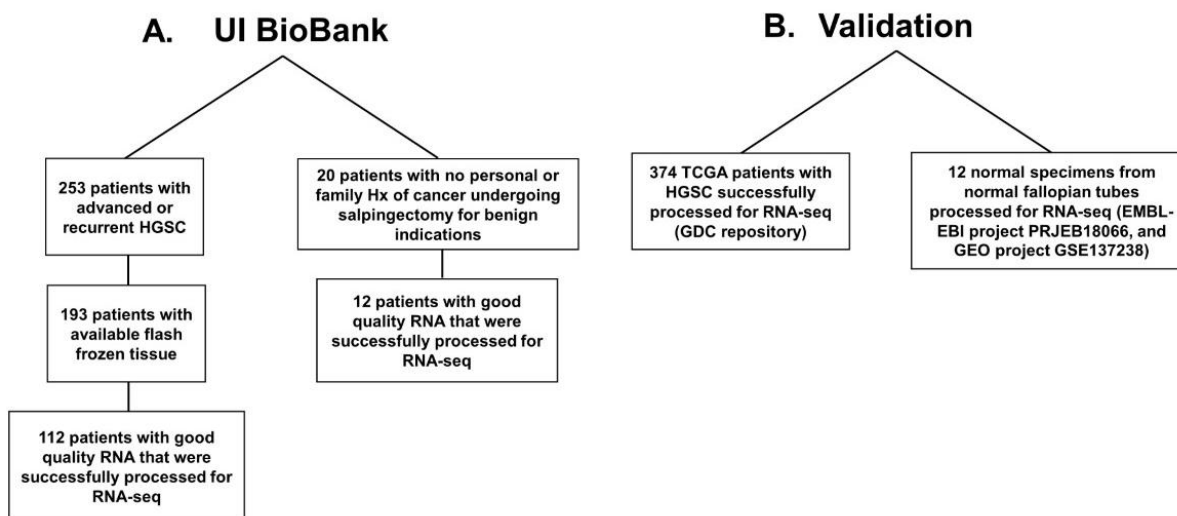 A. UI BioBank
253 patients with
advanced or
recurrent HGSC
193 patients with
available flash
frozen tissue
112 patients with good
quality RNA that were
successfully processed for
RNA-seq
20 patients with no personal or
family Hx of cancer undergoing
salpingectomy for benign
indications
12 patients with good
quality RNA that were
successfully processed for
RNA-seq
B. Validation
374 TCGA patients with
HGSC successfully
processed for RNA-seq
(GDC repository)
12 normal specimens from
normal fallopian tubes
processed for RNA-seq (EMBL-
EBI project PRJEB18066, and
GEO project GSE137238)